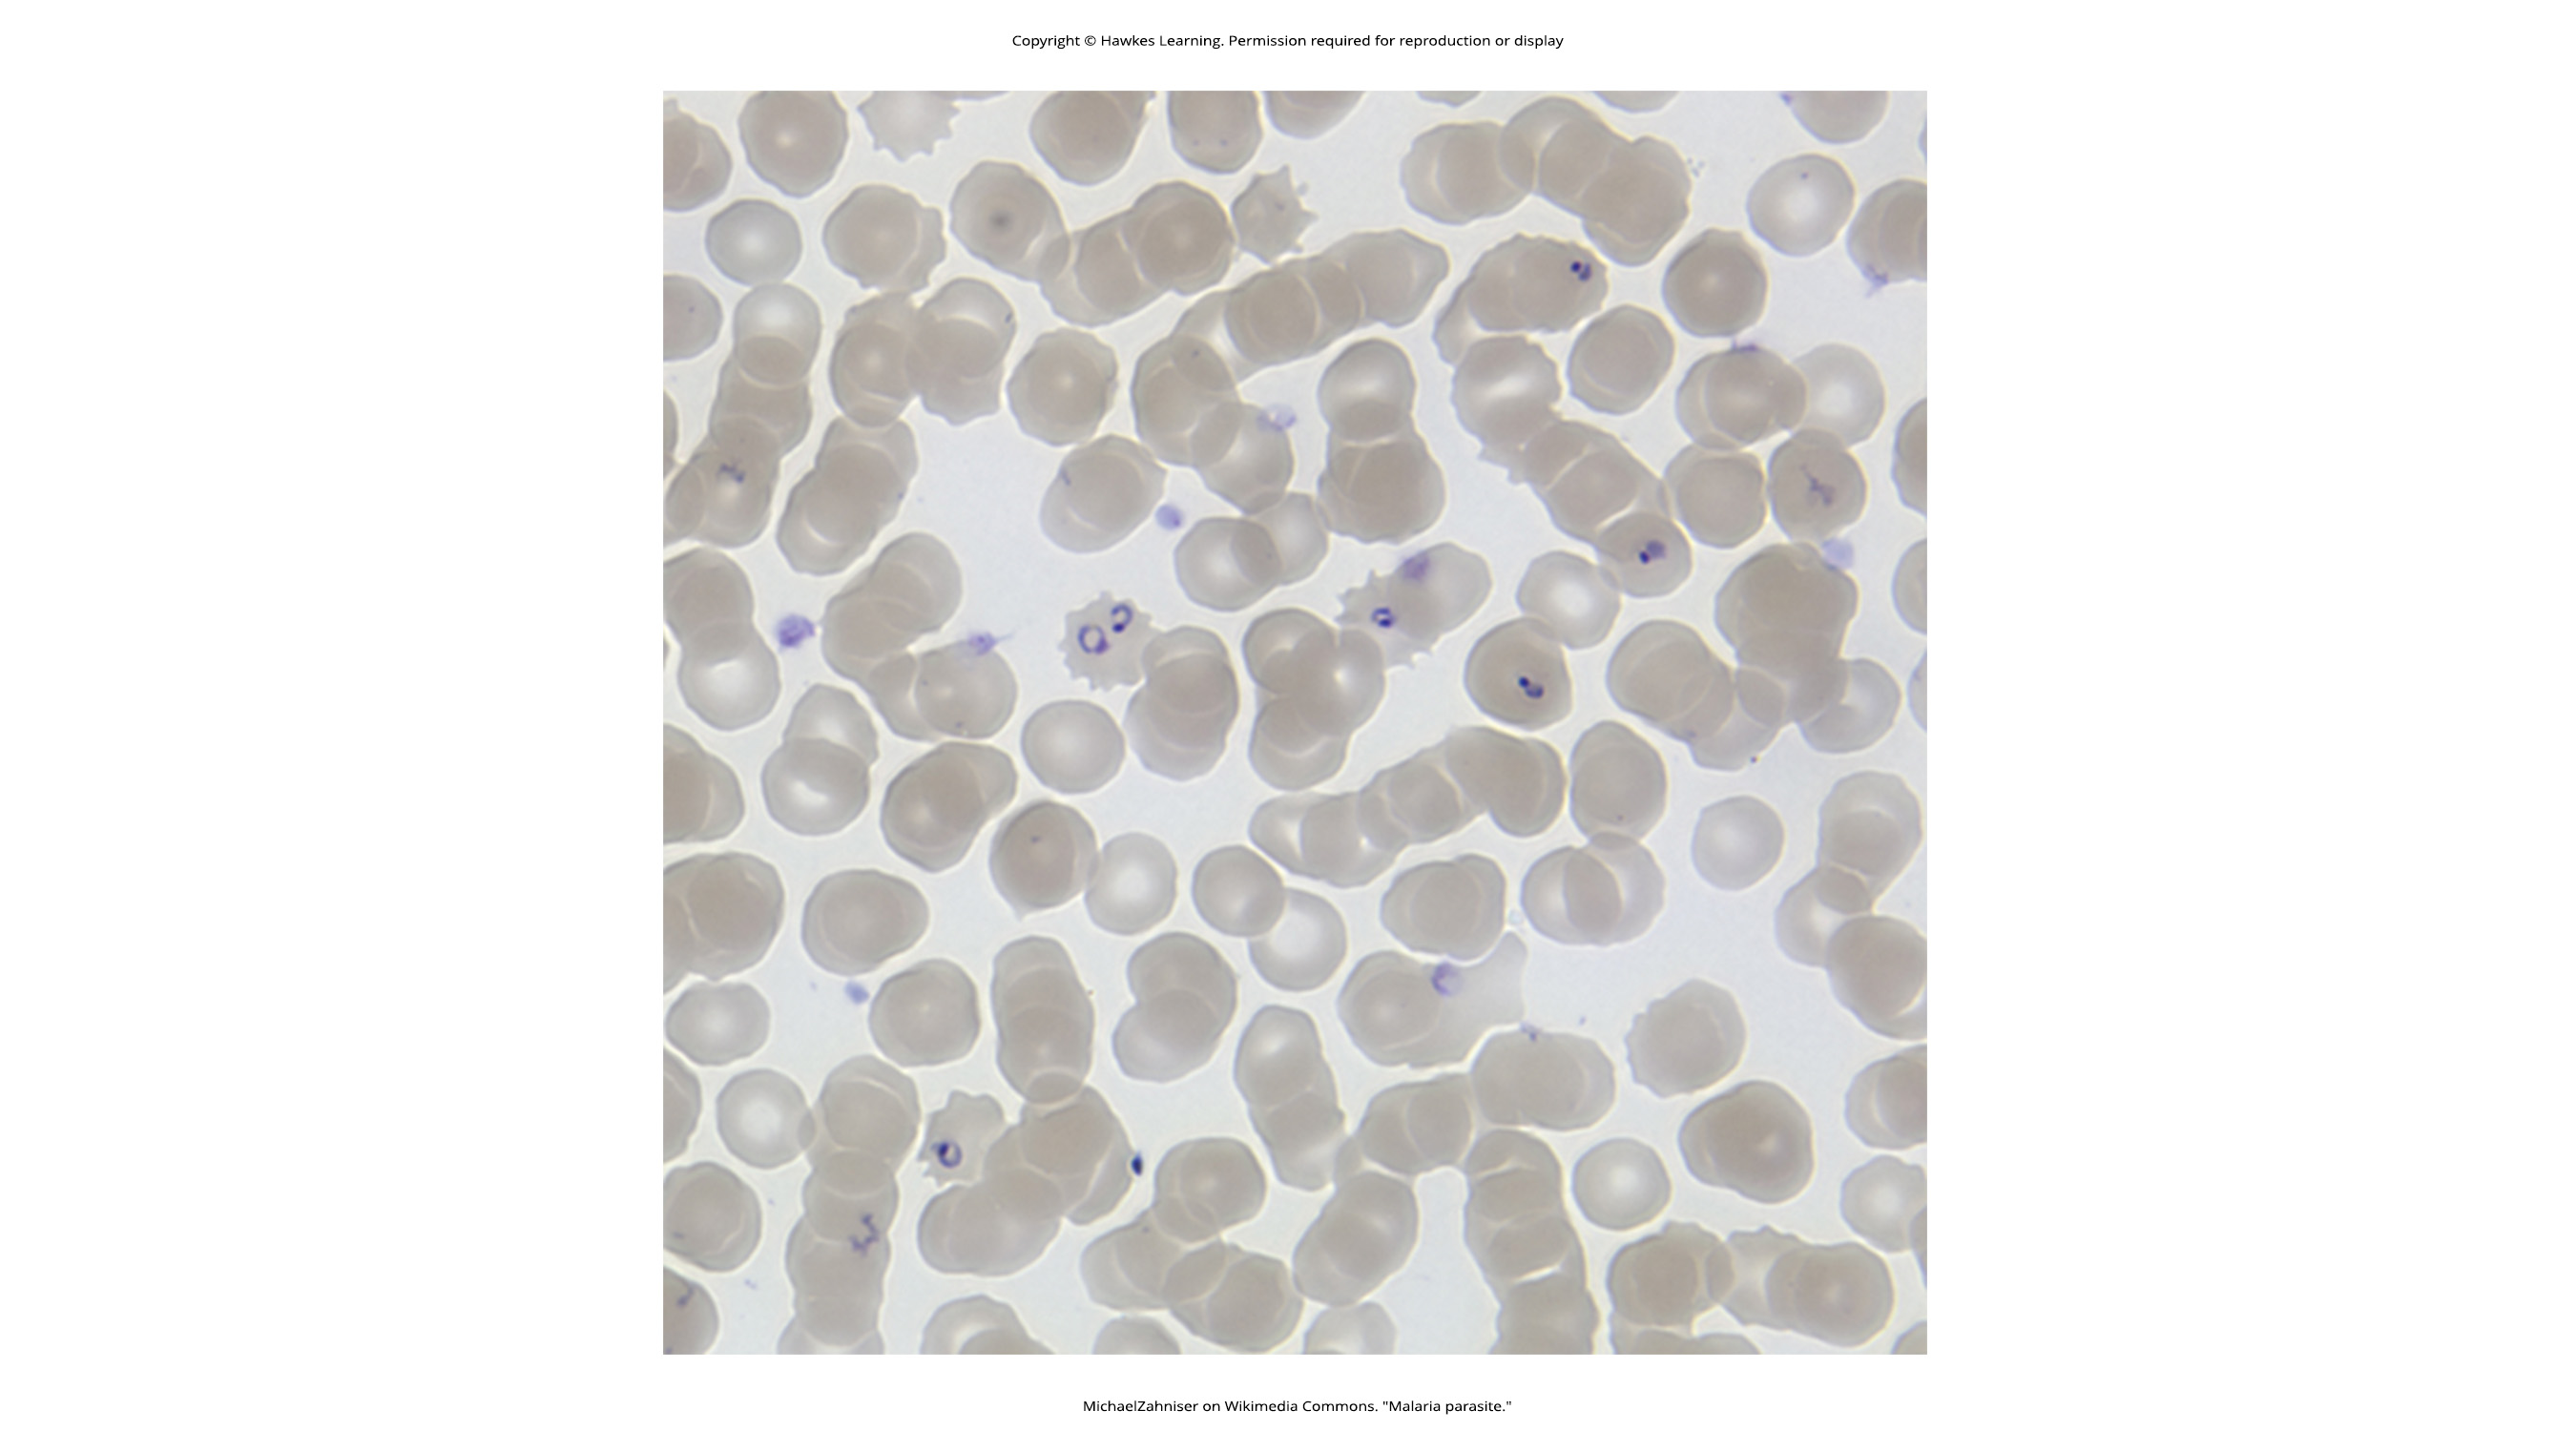 Copyright © Hawkes Learning. Permission required for reproduction or display
MichaelZahniser on Wikimedia Commons. "Malaria parasite."